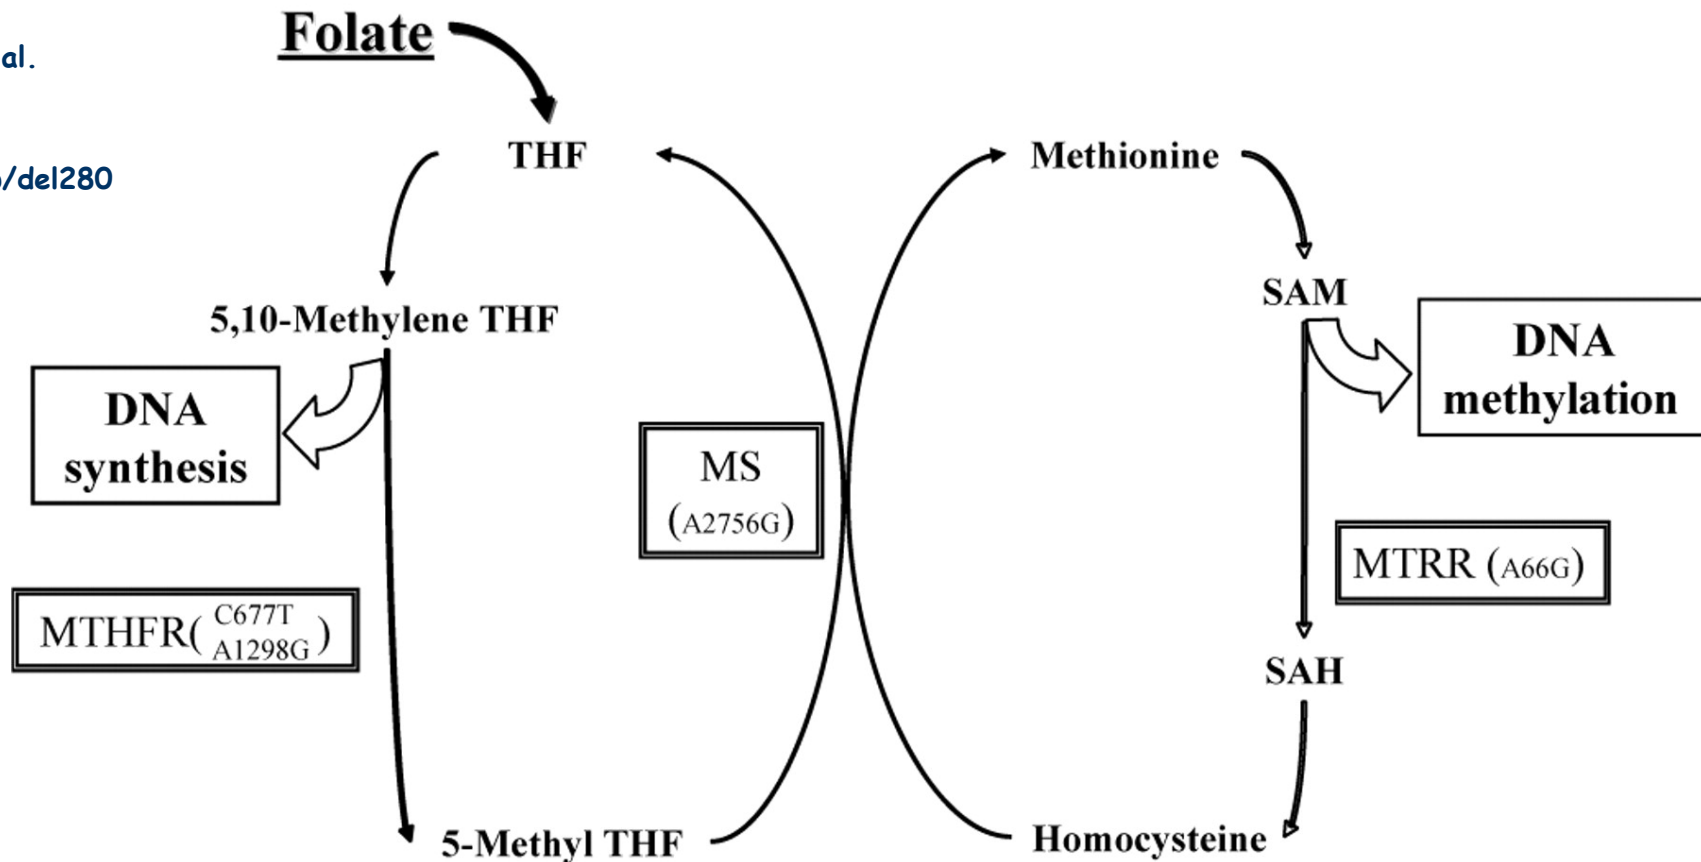 al.
/del280
Folate
THF
Methionine
5,10-Methylene THF
SAM
DNA
synthesis
DNA
methylation
MS
(A2756G)
MTHFR(C677T
A1298G)
MTRR (A66G)
SAH
5-Methyl THF
Homocysteine